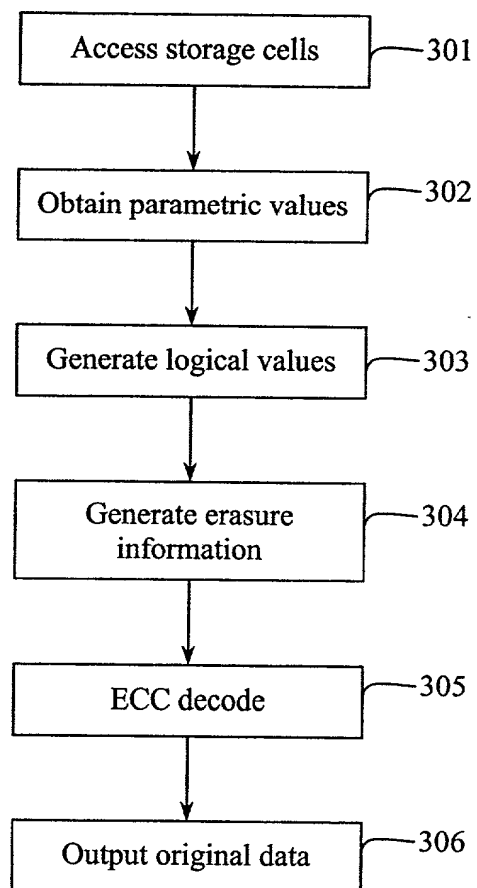 Access storage cells
301
Obtain parametric values
302
Generate logical values
303
Generate erasure
information
304
ECC decode
305
Output original data
306